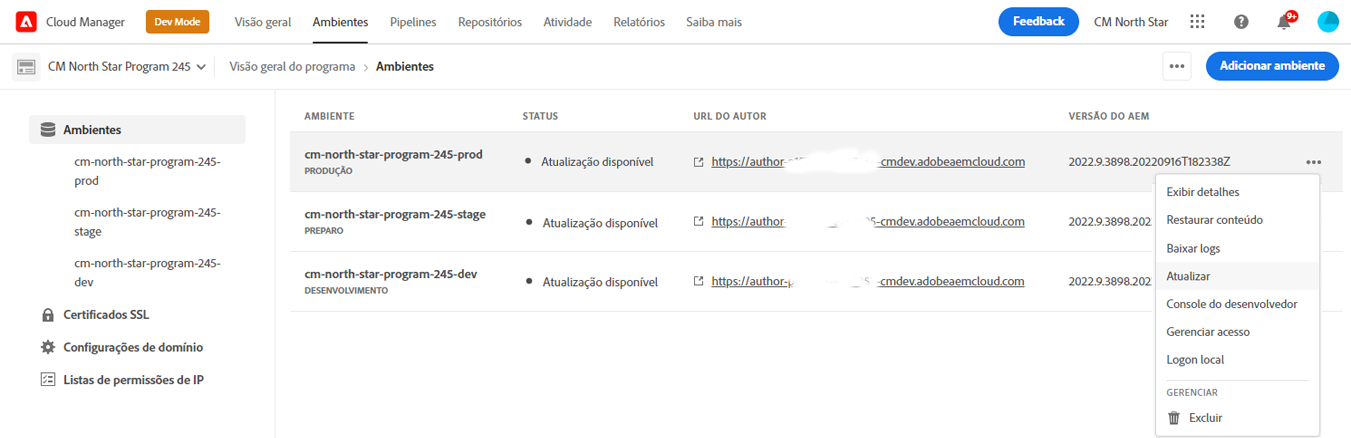 Cloud Manager Dev Mode Visão geral Ambientes Pipelines Repositórios Atividade Relatórios Saiba mais Feedback CM North Star 9+
CM North Star Program 245 Visão geral do programa Ambientes Adicionar ambiente
Ambientes
cm-north-star-program-245-
prod
cm-north-star-program-245-
stage
cm-north-star-program-245-
dev
Certificados SSL
Configurações de domínio
Listas de permissões de IP
AMBIENTE STATUS URL DO AUTOR VERSÃO DO AEM
cm-north-star-program-245-prod Atualização disponível https://author- -cmdev.adobeaemcloud.com 2022.9.3898.20220916T182338Z
PRODUÇÃO
cm-north-star-program-245-stage Atualização disponível https://author- -cmdev.adobeaemcloud.com 2022.9.3898.202
PREPARO
cm-north-star-program-245-dev Atualização disponível https://author- -cmdev.adobeaemcloud.com 2022.9.3898.202
DESENVOLVIMENTO
Exibir detalhes
Restaurar conteúdo
Baixar logs
Atualizar
Console do desenvolvedor
Gerenciar acesso
Logon local
GERENCIAR
Excluir